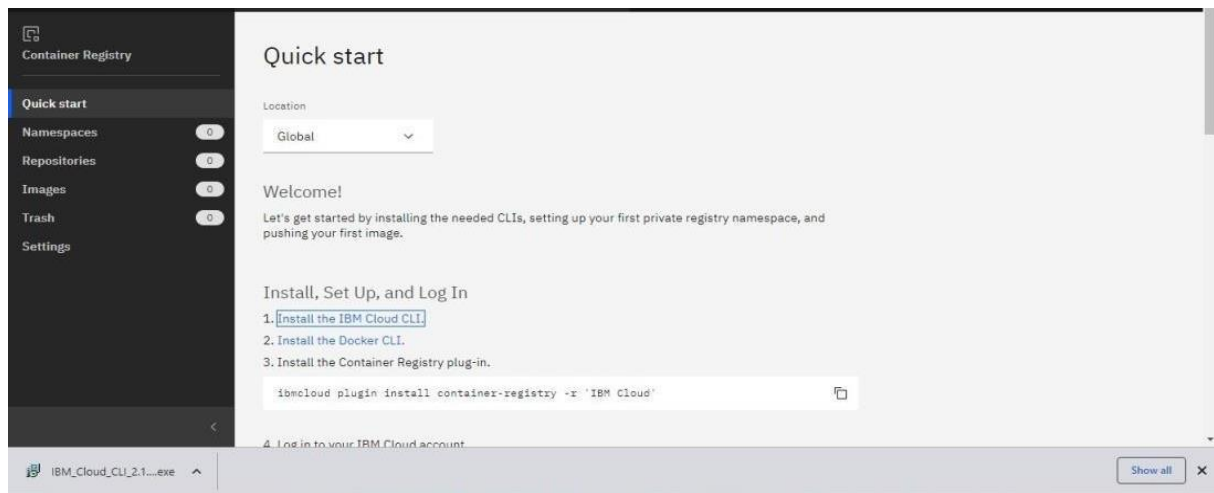 Container Registry
Quick start
Namespaces 0
Repositories 0
Images 0
Trash 0
Settings
Quick start
Location
Global
Welcome!
Let's get started by installing the needed CLIs, setting up your first private registry namespace, and
pushing your first image.
Install, Set Up, and Log In
1. Install the IBM Cloud CLI.
2. Install the Docker CLI.
3. Install the Container Registry plug-in.
ibmcloud plugin install container-registry -r 'IBM Cloud'
4. Log in to your IBM Cloud account
IBM_Cloud_CLI_2.1....exe
Show all